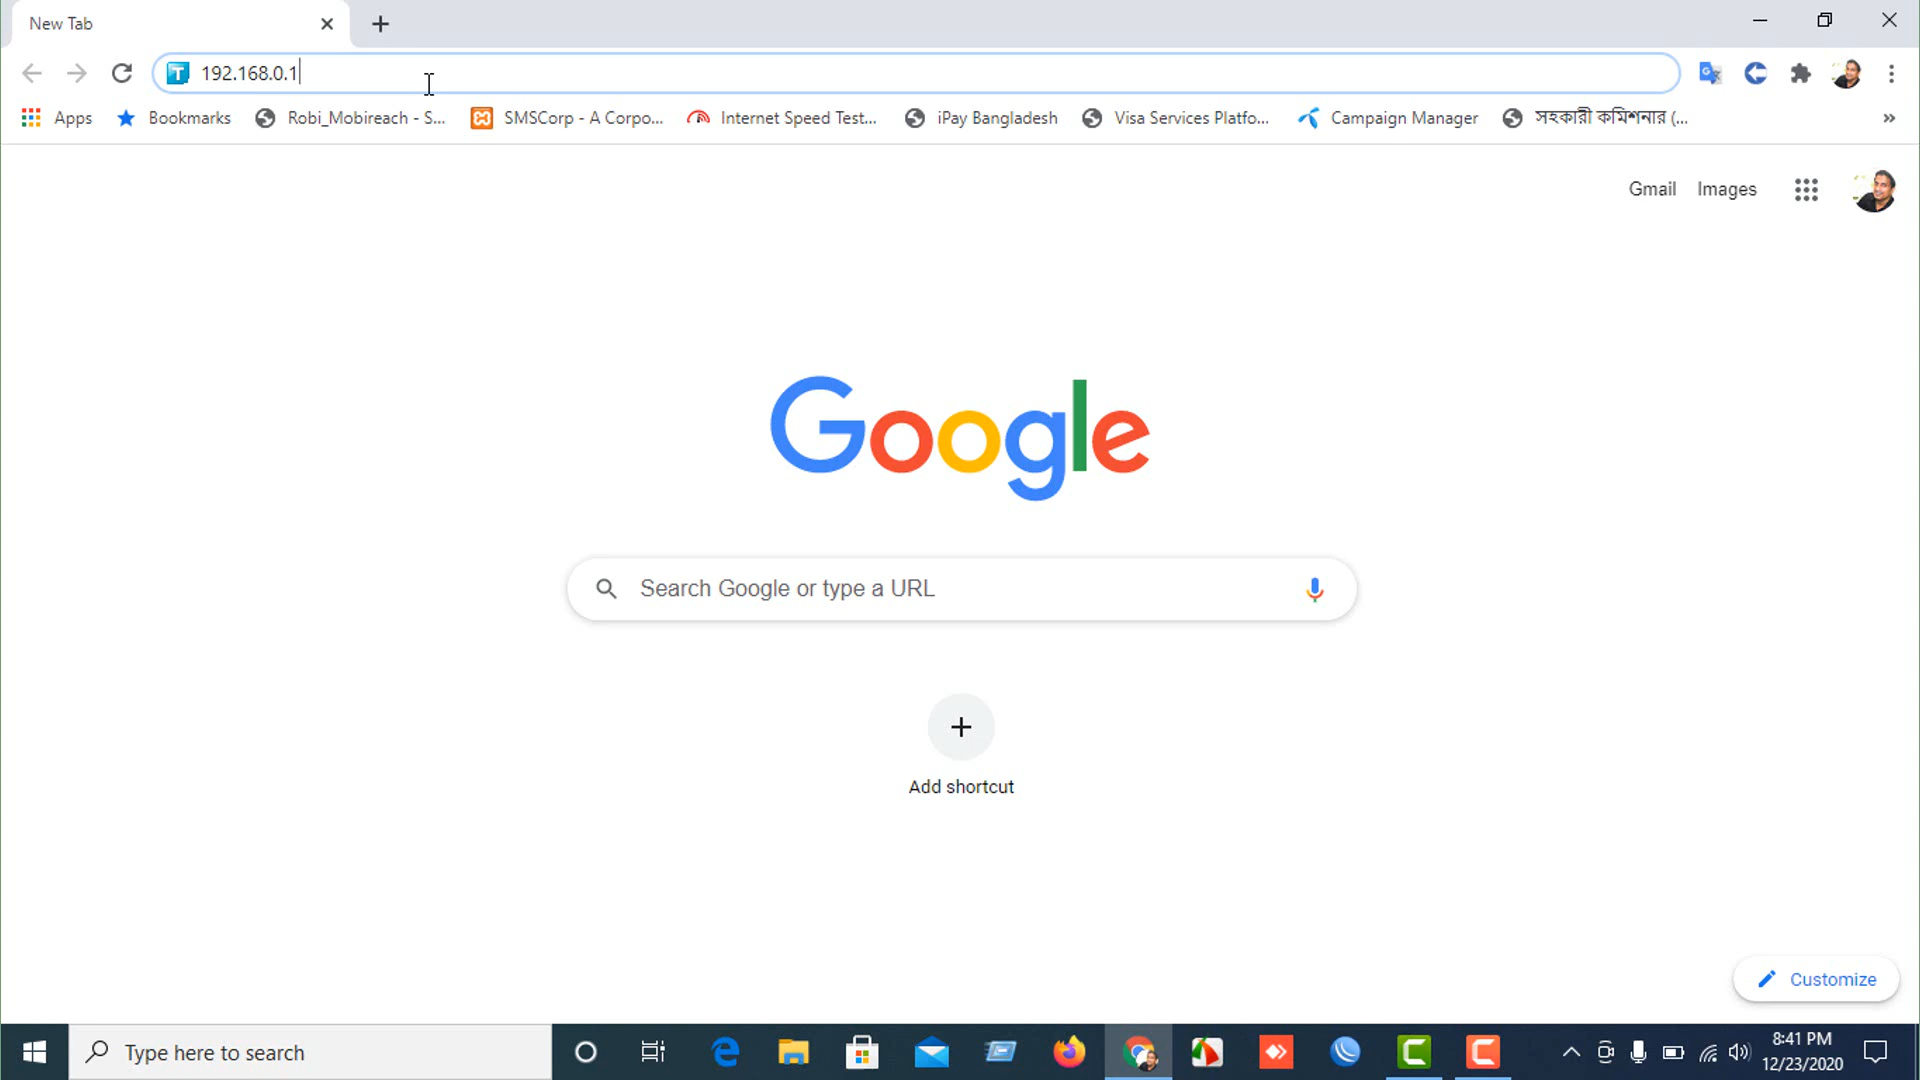 New Tab
192.168.0.1
Apps Bookmarks Robi_Mobireach - S... SMSCorp - A Corpo... Internet Speed Test... iPay Bangladesh Visa Services Platfo... Campaign Manager সহকারী কমিশনার (... »
Gmail Images
Google
Search Google or type a URL
Add shortcut
Customize
Type here to search
8:41 PM
12/23/2020